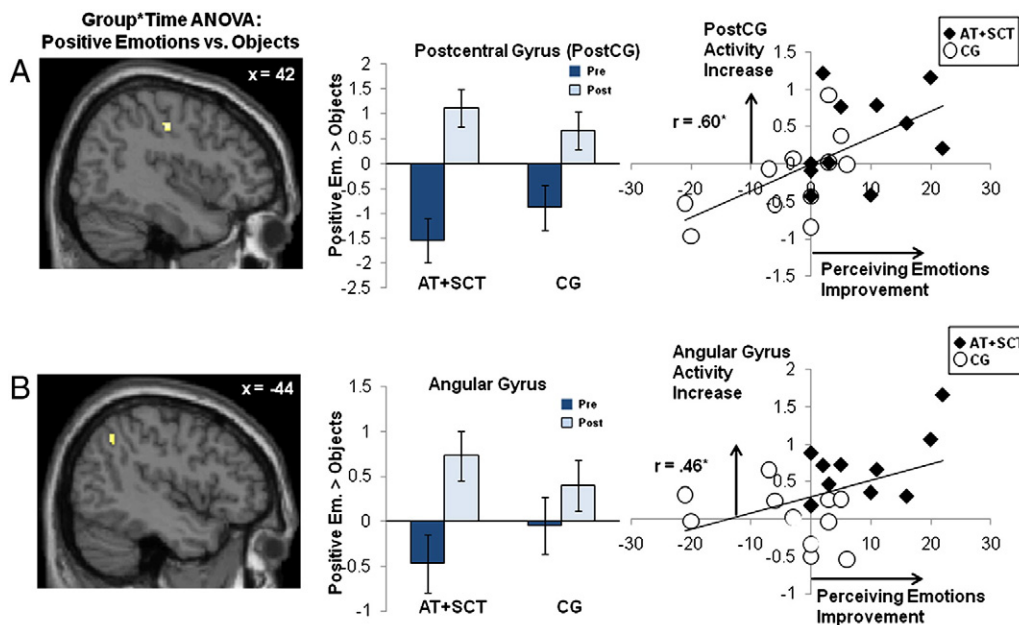 Group*Time ANOVA:
Positive Emotions vs. Objects
A
x = 42
Postcentral Gyrus (PostCG)
Pre
Post
Positive Em. > Objects
2
1.5
1
0.5
0
-0.5
-1
-1.5
-2
-2.5
AT+SCT
CG
PostCG
Activity
Increase
AT+SCT
CG
r = .60*
1.5
1
0.5
0
-0.5
-1
-1.5
-30
-20
-10
0
10
20
30
Perceiving Emotions
Improvement
B
x = -44
Angular Gyrus
Pre
Post
Positive Em. > Objects
1.5
1
0.5
0
-0.5
-1
AT+SCT
CG
Angular Gyrus
Activity
Increase
AT+SCT
CG
r = .46*
2
1.5
1
0.5
-0.5
-1
-30
-20
-10
0
10
20
30
Perceiving Emotions
Improvement